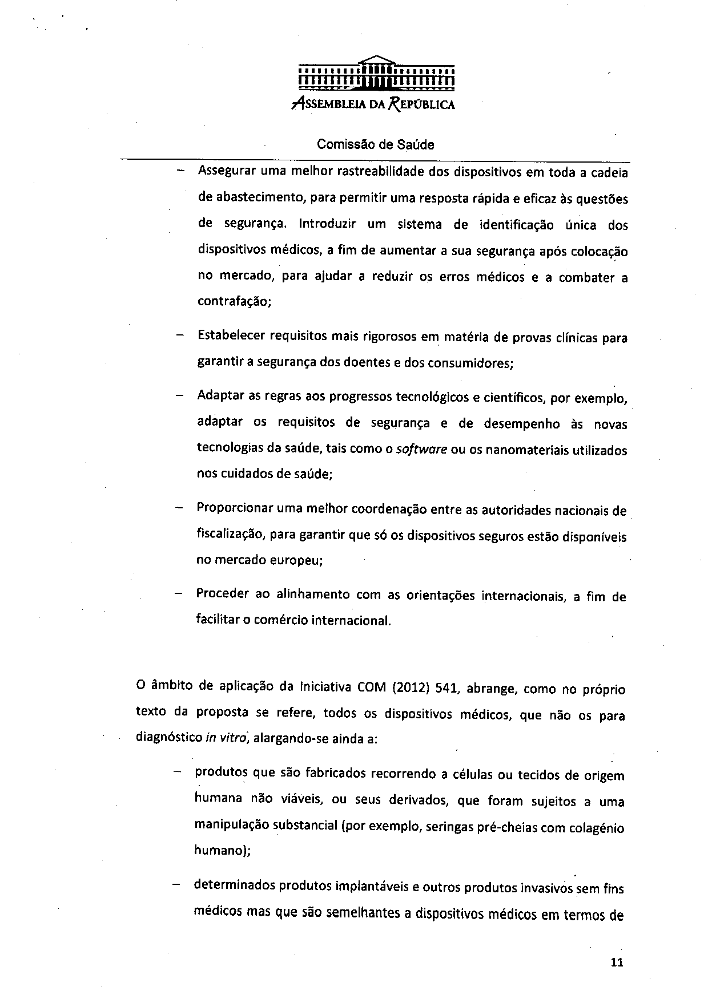 ASSEMBLEIA DA REPÚBLICA
Comissão de Saúde
– Assegurar uma melhor rastreabilidade dos dispositivos em toda a cadeia
de abastecimento, para permitir uma resposta rápida e eficaz às questões
de segurança. Introduzir um sistema de identificação única dos
dispositivos médicos, a fim de aumentar a sua segurança após colocação
no mercado, para ajudar a reduzir os erros médicos e a combater a
contrafação;
– Estabelecer requisitos mais rigorosos em matéria de provas clínicas para
garantir a segurança dos doentes e dos consumidores;
– Adaptar as regras aos progressos tecnológicos e científicos, por exemplo,
adaptar os requisitos de segurança e de desempenho às novas
tecnologias da saúde, tais como o software ou os nanomateriais utilizados
nos cuidados de saúde;
– Proporcionar uma melhor coordenação entre as autoridades nacionais de
fiscalização, para garantir que só os dispositivos seguros estão disponíveis
no mercado europeu;
– Proceder ao alinhamento com as orientações internacionais, a fim de
facilitar o comércio internacional.
O âmbito de aplicação da Iniciativa COM (2012) 541, abrange, como no próprio
texto da proposta se refere, todos os dispositivos médicos, que não os para
diagnóstico in vitro, alargando-se ainda a:
– produtos que são fabricados recorrendo a células ou tecidos de origem
humana não viáveis, ou seus derivados, que foram sujeitos a uma
manipulação substancial (por exemplo, seringas pré-cheias com colagénio
humano);
– determinados produtos implantáveis e outros produtos invasivos sem fins
médicos mas que são semelhantes a dispositivos médicos em termos de
11